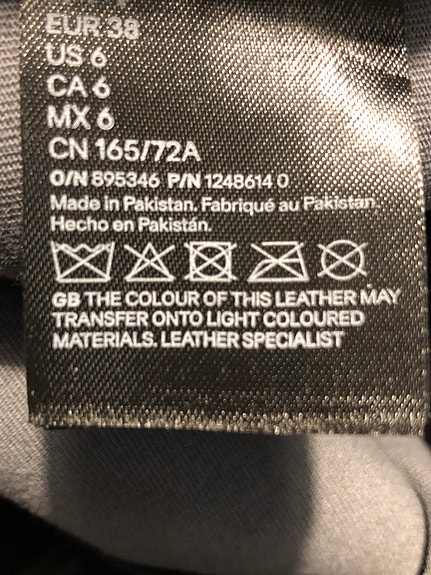 EUR 38
US 6
CA 6
MX 6
CN 165/72A
O/N 895346 P/N 1248614 0
Made in Pakistan. Fabriqué au Pakistan.
Hecho en Pakistán.
GB THE COLOUR OF THIS LEATHER MAY
TRANSFER ONTO LIGHT COLOURED
MATERIALS. LEATHER SPECIALIST